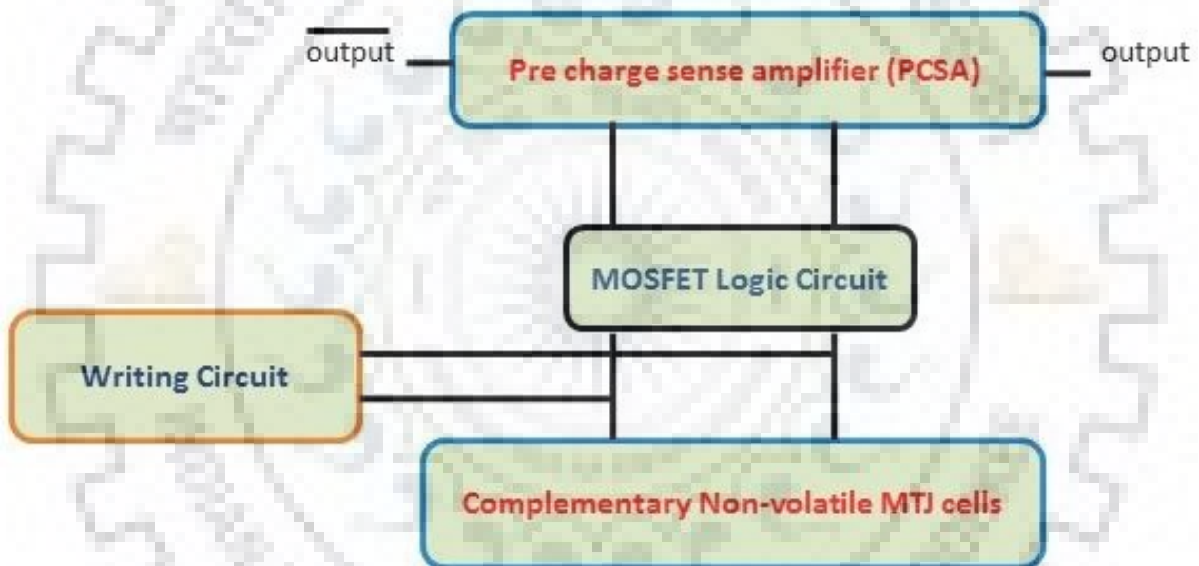 output
Pre charge sense amplifier (PCSA)
output
MOSFET Logic Circuit
Writing Circuit
Complementary Non-volatile MTJ cells